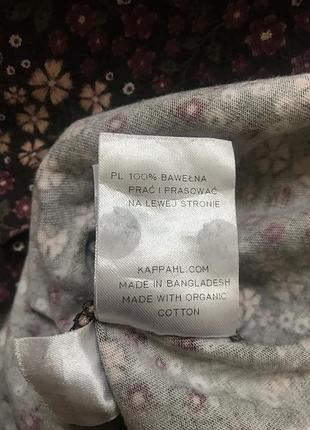 PL 100% BAWEŁNA
PRAĆ I PRASOWAĆ
NA LEWEJ STRONIE
KAPPAHL.COM
MADE IN BANGLADESH
MADE WITH ORGANIC
COTTON